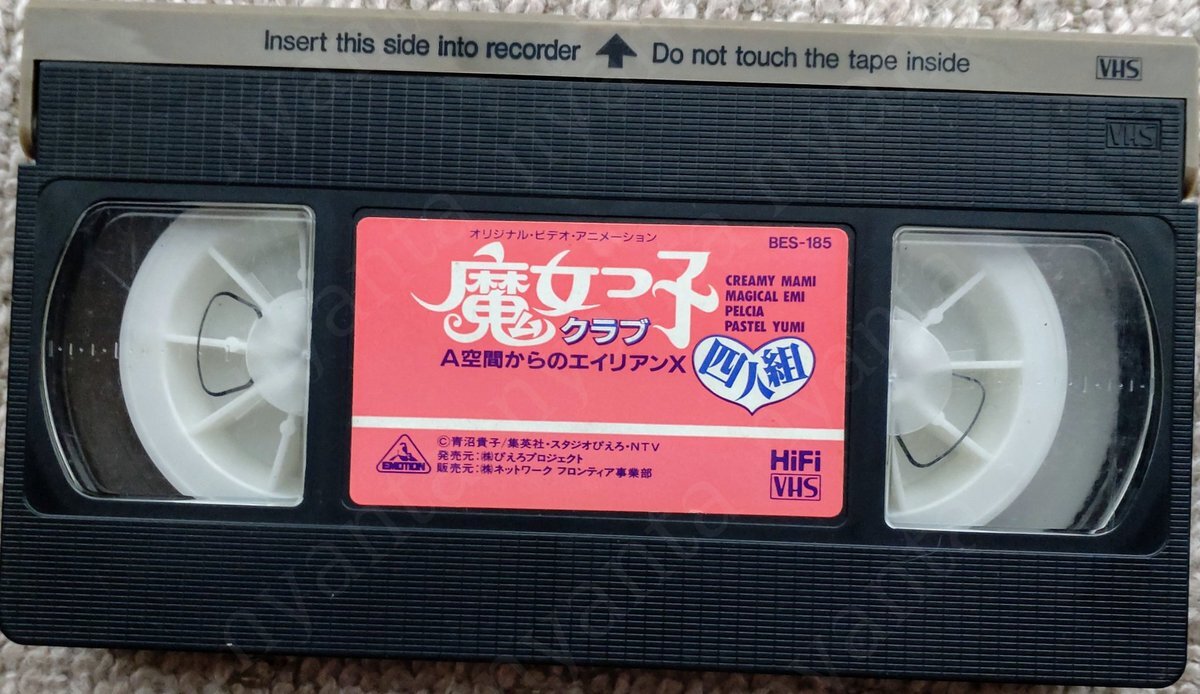 Insert this side into recorder Do not touch the tape inside
VHS
VHS
オリジナル・ビデオ・アニメーション
BES-185
魔女っ子
クラブ
四人組
A空間からのエイリアンX
CREAMY MAMI
MAGICAL EMI
PELCIA
PASTEL YUMI
EMOTION
©青沼貴子/集英社・スタジオぴえろ・NTV
発売元:㈱ぴえろプロジェクト
販売元:㈱ネットワーク フロンティア事業部
HiFi
VHS
nyanta